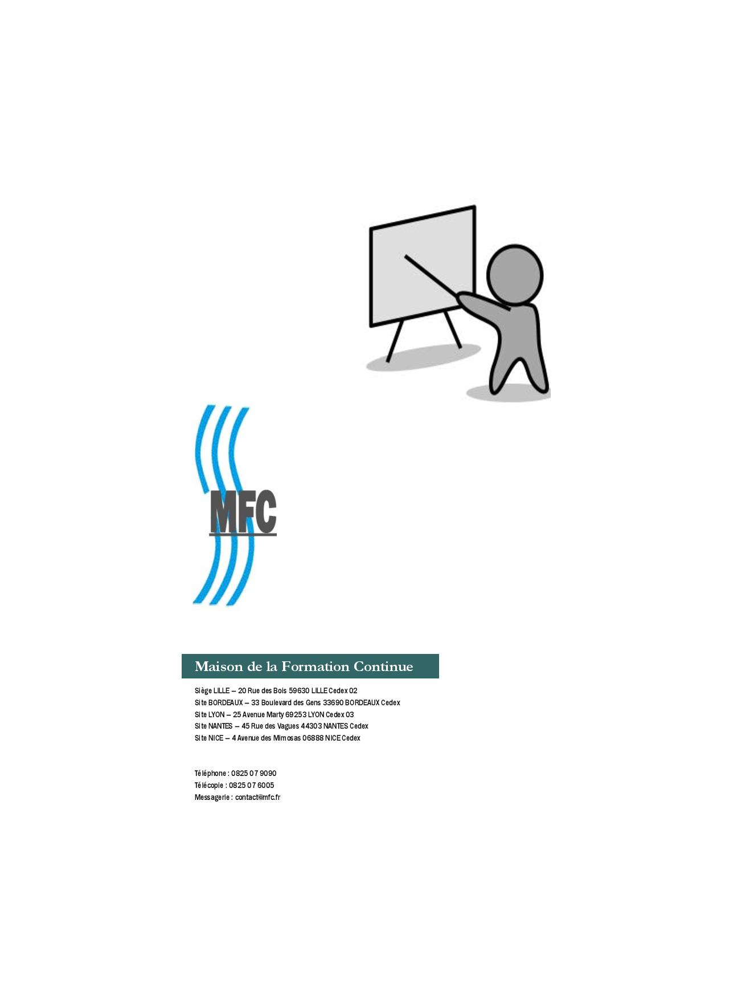 MFC
Maison de la Formation Continue
Siège LILLE – 20 Rue des Bois 59630 LILLE Cedex 02
Site BORDEAUX – 33 Boulevard des Gens 33690 BORDEAUX Cedex
Site LYON – 25 Avenue Marty 69253 LYON Cedex 03
Site NANTES – 45 Rue des Vagues 44303 NANTES Cedex
Site NICE – 4 Avenue des Mimosas 06888 NICE Cedex
Téléphone : 0825 07 9090
Télécopie : 0825 07 6005
Messagerie : contact@mfc.fr